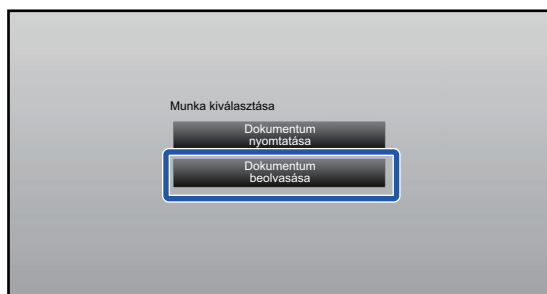 Munka kiválasztása
Dokumentum
nyomtatása
Dokumentum
beolvasása